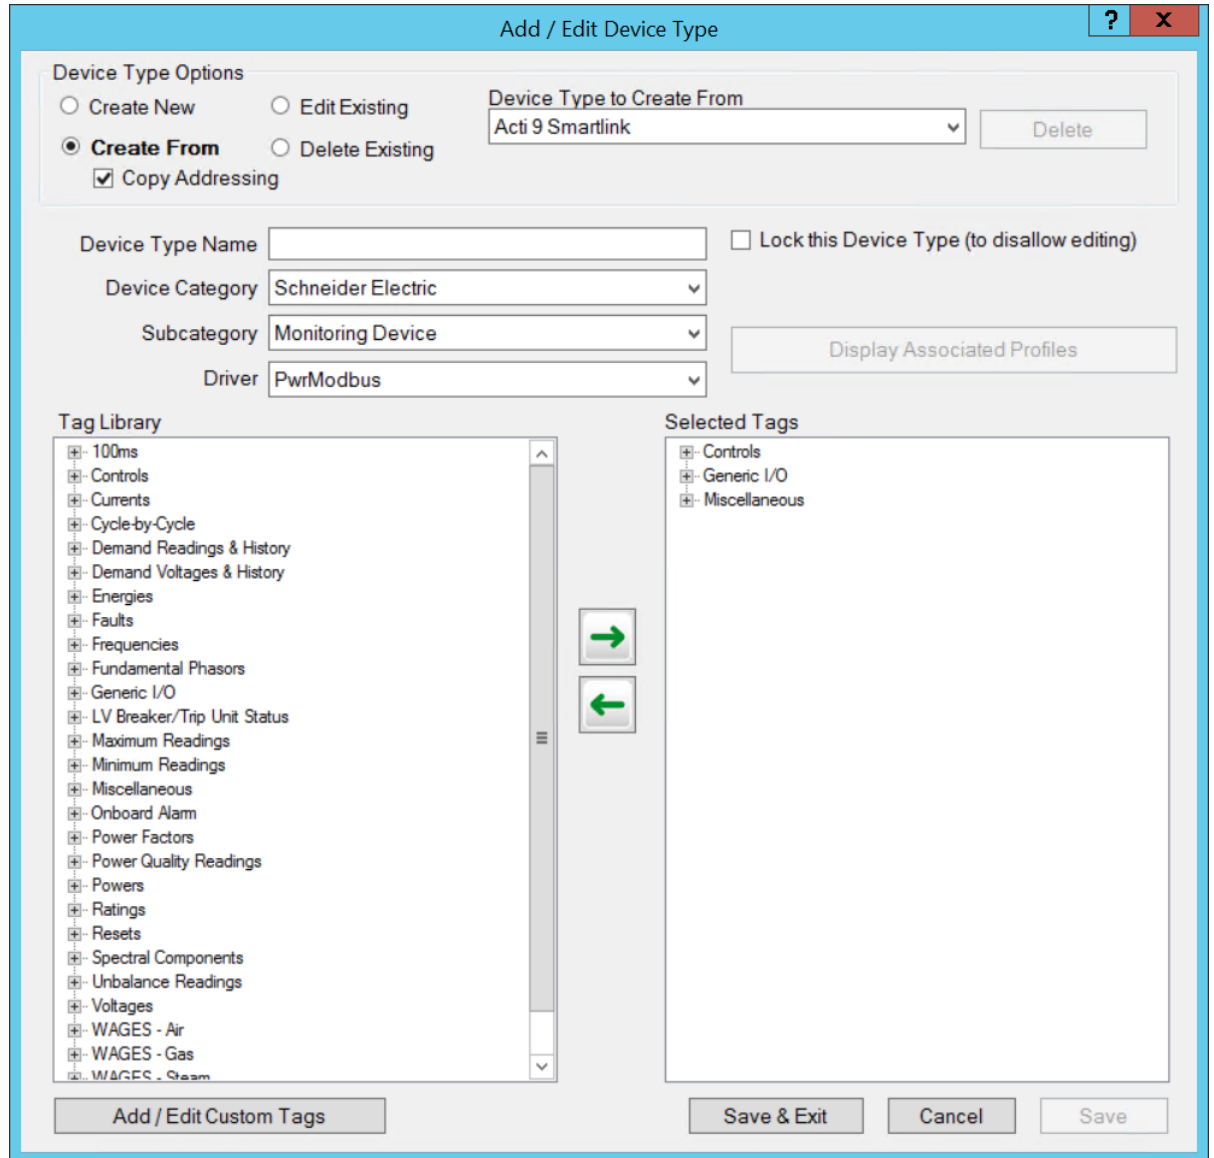 Add / Edit Device Type
? X
Device Type Options
Create New
Edit Existing
Device Type to Create From
Acti 9 Smartlink
Delete
Create From
Delete Existing
Copy Addressing
Device Type Name
Lock this Device Type (to disallow editing)
Device Category
Schneider Electric
Subcategory
Monitoring Device
Display Associated Profiles
Driver
PwrModbus
Tag Library
100ms
Controls
Currents
Cycle-by-Cycle
Demand Readings & History
Demand Voltages & History
Energies
Faults
Frequencies
Fundamental Phasors
Generic I/O
LV Breaker/Trip Unit Status
Maximum Readings
Minimum Readings
Miscellaneous
Onboard Alarm
Power Factors
Power Quality Readings
Powers
Ratings
Resets
Spectral Components
Unbalance Readings
Voltages
WAGES - Air
WAGES - Gas
WAGES - Steam
Selected Tags
Controls
Generic I/O
Miscellaneous
Add / Edit Custom Tags
Save & Exit
Cancel
Save